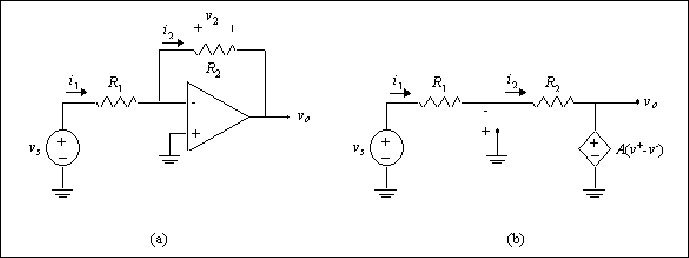 + v2 +
i2
i1 R1 R2
- +
vs + − vo
(a)
i1 R1 i2 R2
- +
vs + − vo
+ − A(v+-v-)
(b)